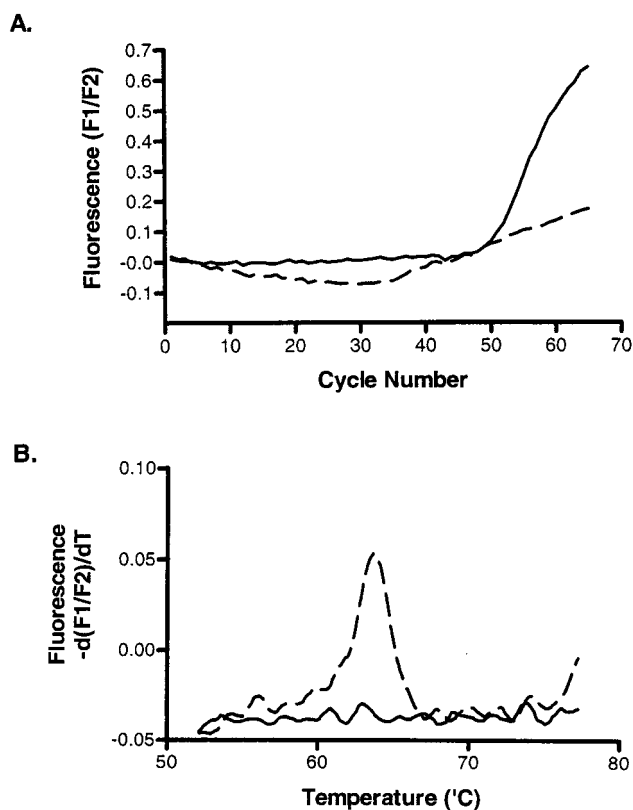 A.
Fluorescence (F1/F2)
0.7
0.6
0.5
0.4
0.3
0.2
0.1
-0.0
-0.1
0 10 20 30 40 50 60 70
Cycle Number
B.
Fluorescence
-d(F1/F2)/dT
0.10
0.05
0.00
-0.05
50 60 70 80
Temperature ('C)